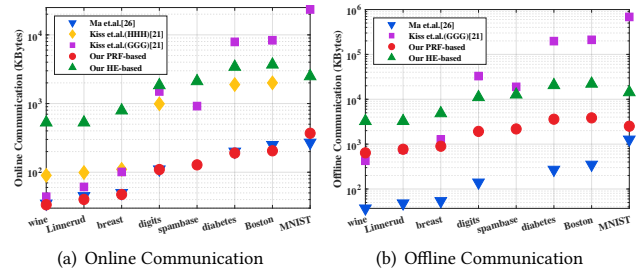 Online Communication (KBytes)
10^4
10^3
10^2
Ma et.al.[26]
Kiss et.al.(HHH)[21]
Kiss et.al.(GGG)[21]
Our PRF-based
Our HE-based
wine Linnerud breast digits spambase diabetes Boston MNIST
(a) Online Communication
Offline Communication (KBytes)
10^6
10^5
10^4
10^3
10^2
Ma et.al.[26]
Kiss et.al.(GGG)[21]
Our PRF-based
Our HE-based
wine Linnerud breast digits spambase diabetes Boston MNIST
(b) Offline Communication